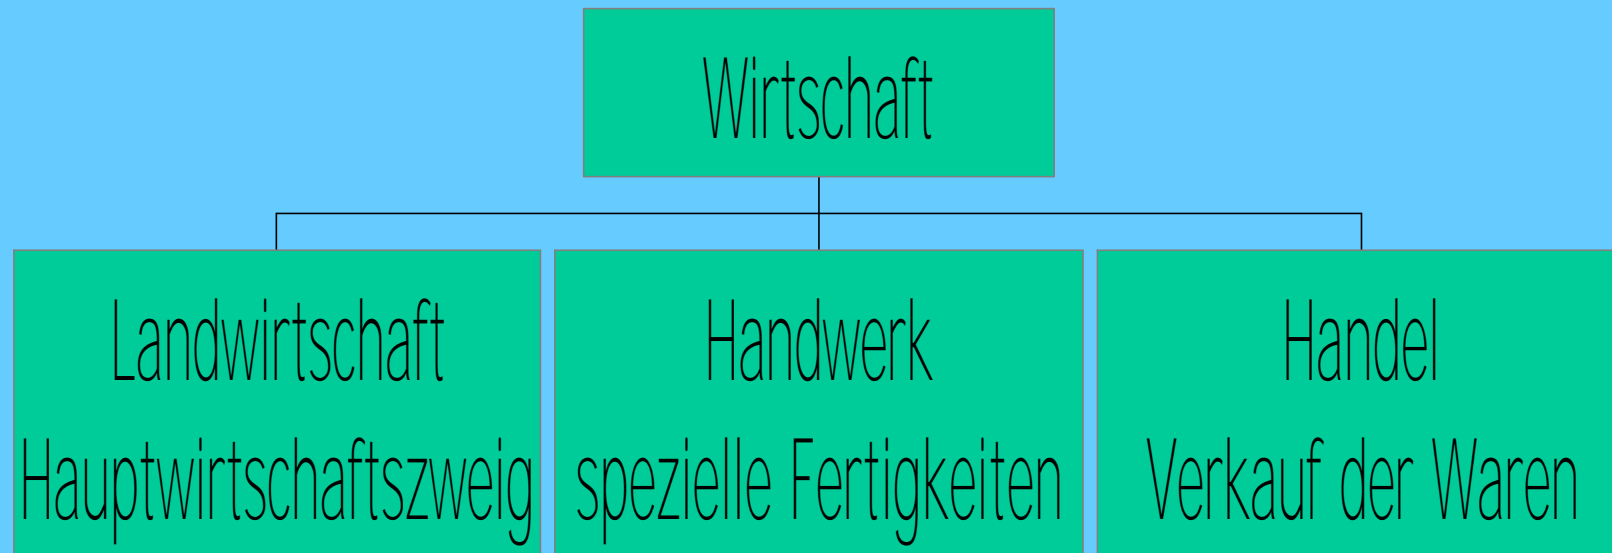 Wirtschaft
Landwirtschaft
Hauptwirtschaftszweig
Handwerk
spezielle Fertigkeiten
Handel
Verkauf der Waren